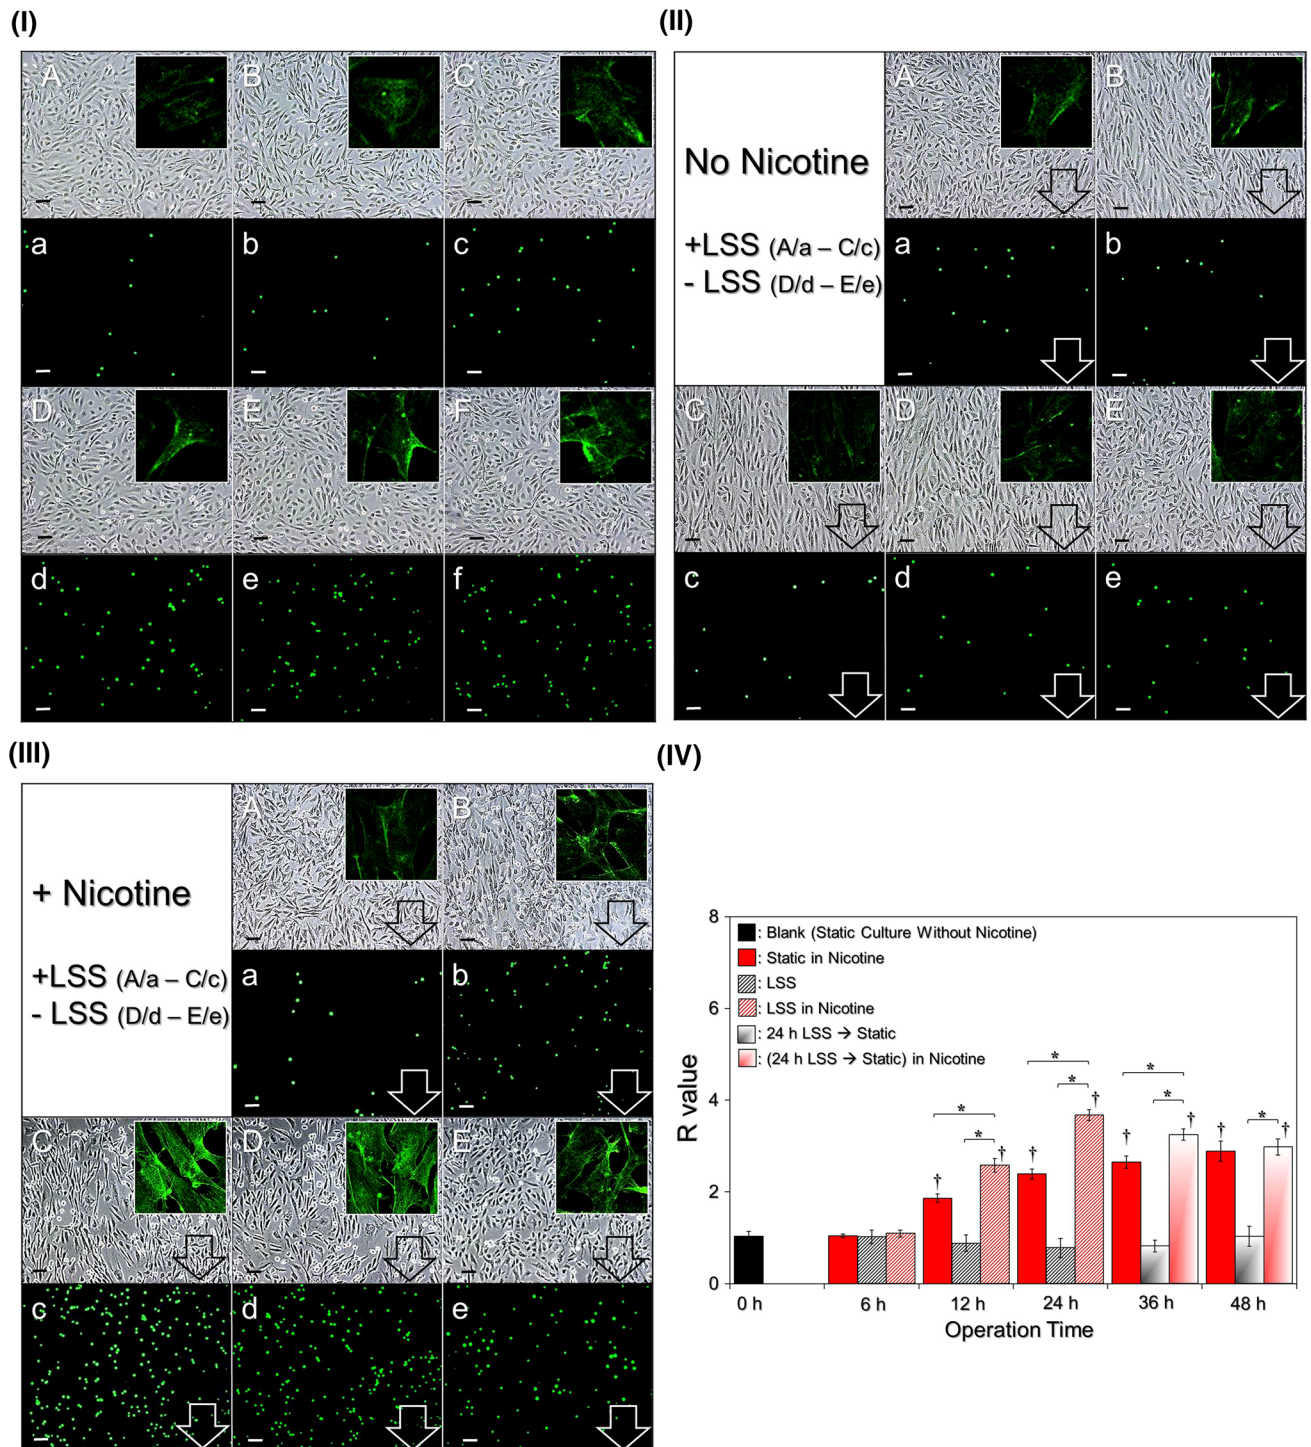 (I)
A
B
C
a
b
c
D
E
F
d
e
f
(II)
No Nicotine
+LSS (A/a – C/c)
- LSS (D/d – E/e)
A
B
a
b
C
D
E
c
d
e
(III)
+ Nicotine
+LSS (A/a – C/c)
- LSS (D/d – E/e)
A
B
a
b
C
D
E
c
d
e
(IV)
R value
8
6
4
2
0
: Blank (Static Culture Without Nicotine)
: Static in Nicotine
: LSS
: LSS in Nicotine
: 24 h LSS → Static
: (24 h LSS → Static) in Nicotine
* * * * * * *
† † † † † † † †
0 h 6 h 12 h 24 h 36 h 48 h
Operation Time